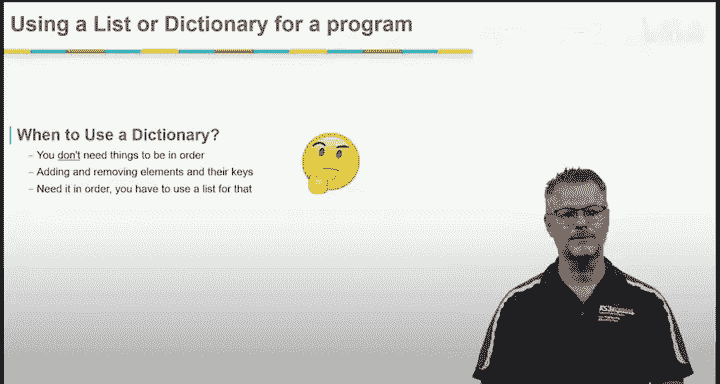 Using a List or Dictionary for a program
When to Use a Dictionary?
– You don't need things to be in order
– Adding and removing elements and their keys
– Need it in order, you have to use a list for that